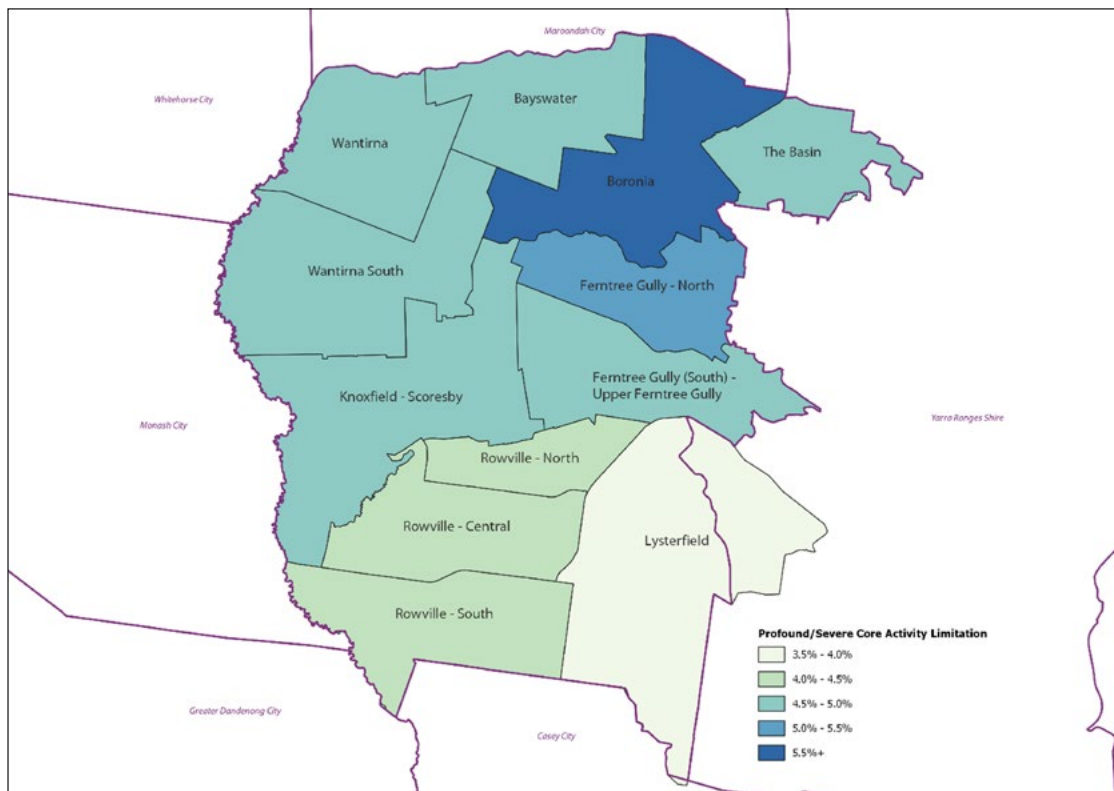 Maroondah City
Whitehorse City
Bayswater
Wantirna
The Basin
Boronia
Wantirna South
Ferntree Gully - North
Ferntree Gully (South) -
Upper Ferntree Gully
Knoxfield - Scoresby
Monash City
Yarra Ranges Shire
Rowville - North
Rowville - Central
Lysterfield
Rowville - South
Profound/Severe Core Activity Limitation
3.5% - 4.0%
4.0% - 4.5%
4.5% - 5.0%
5.0% - 5.5%
5.5%+
Greater Dandenong City
Casey City